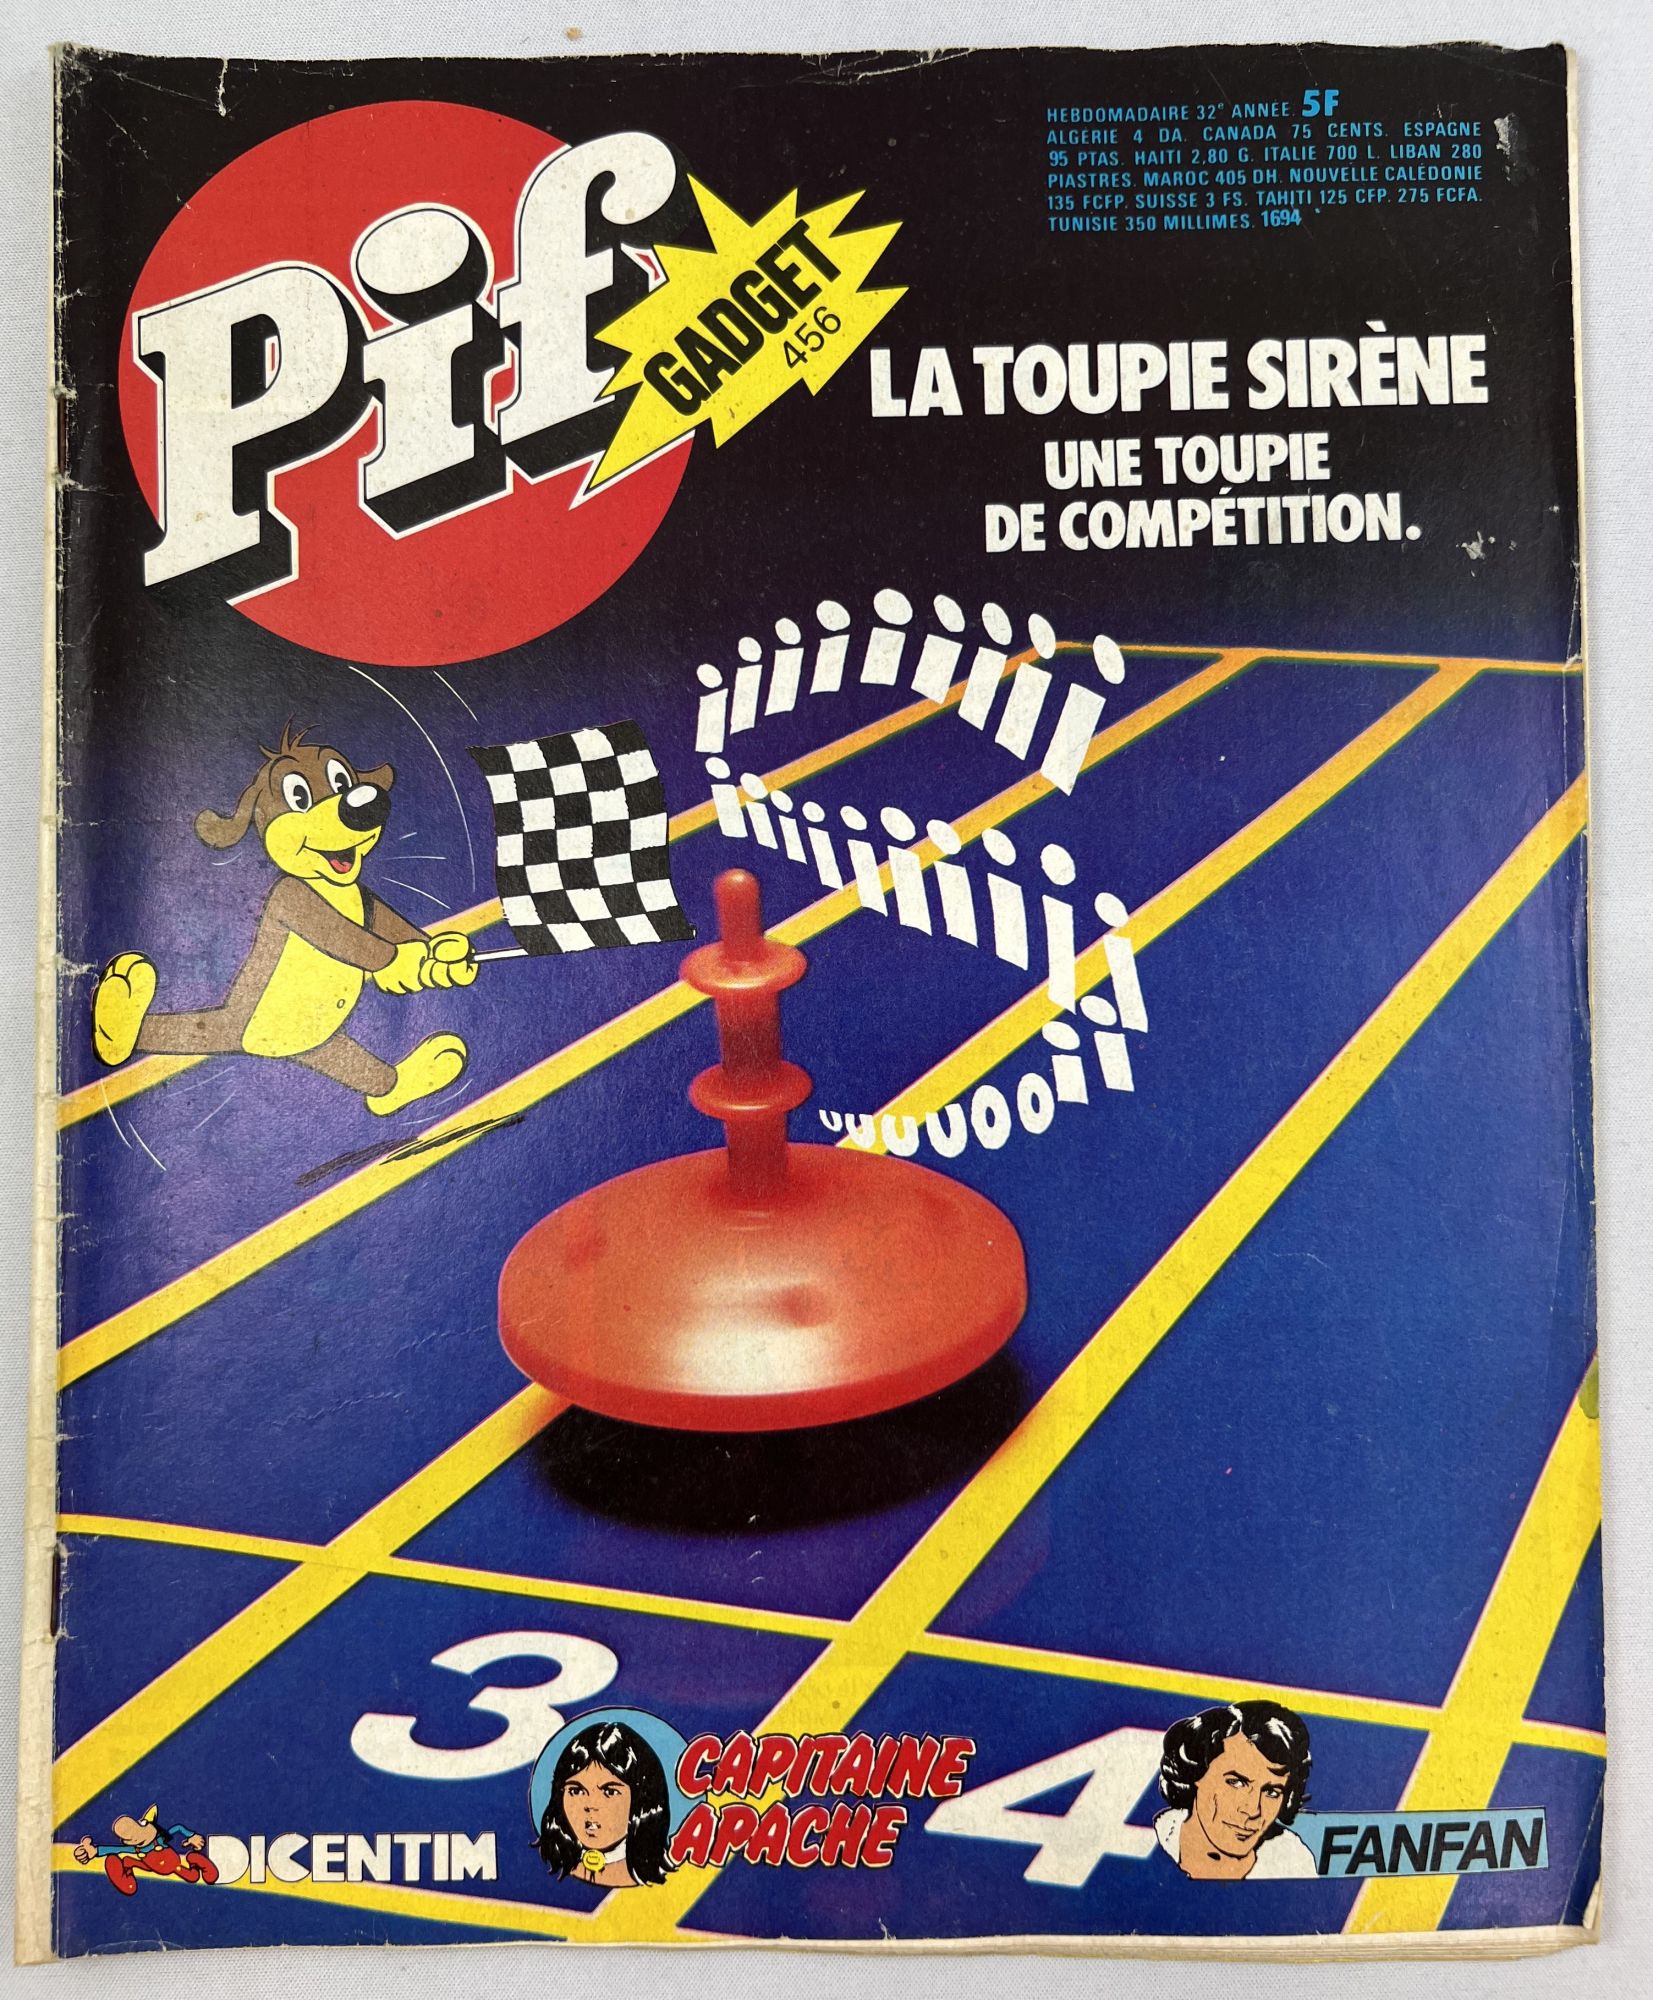 Pif
GADGET
456
HEBDOMADAIRE 32e ANNÉE. 5F
ALGÉRIE 4 DA. CANADA 75 CENTS. ESPAGNE
95 PTAS. HAITI 2,80 G. ITALIE 700 L. LIBAN 280
PIASTRES. MAROC 405 DH. NOUVELLE CALÉDONIE
135 FCFP. SUISSE 3 FS. TAHITI 125 CFP. 275 FCFA.
TUNISIE 350 MILLIMES. 1694
LA TOUPIE SIRÈNE
UNE TOUPIE
DE COMPÉTITION.
iiiiiiiiiiiiiiiiiiiiiiiioouuuuu
3
4
DICENTIM
CAPITAINE
APACHE
FANFAN